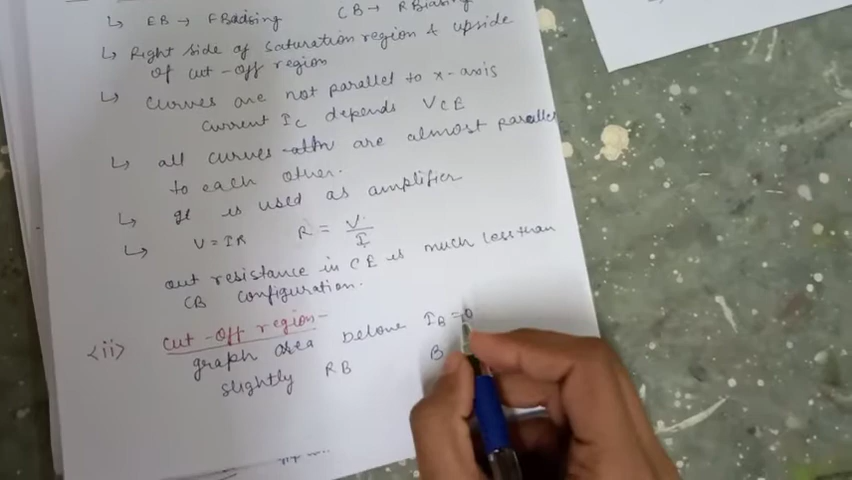 ↳ EB → FBaising CB → RBiasing
↳ Right side of saturation region & upside
of cut-off region
↳ curves are not parallel to x-axis
current Ic depends VCE
↳ all curves are almost parallel
to each other.
↳ It is used as amplifier
↳ V=IR R = V/I
out resistance in CE is much less than
CB configuration.
<ii> cut-off region-
graph area below IB=0
slightly RB B